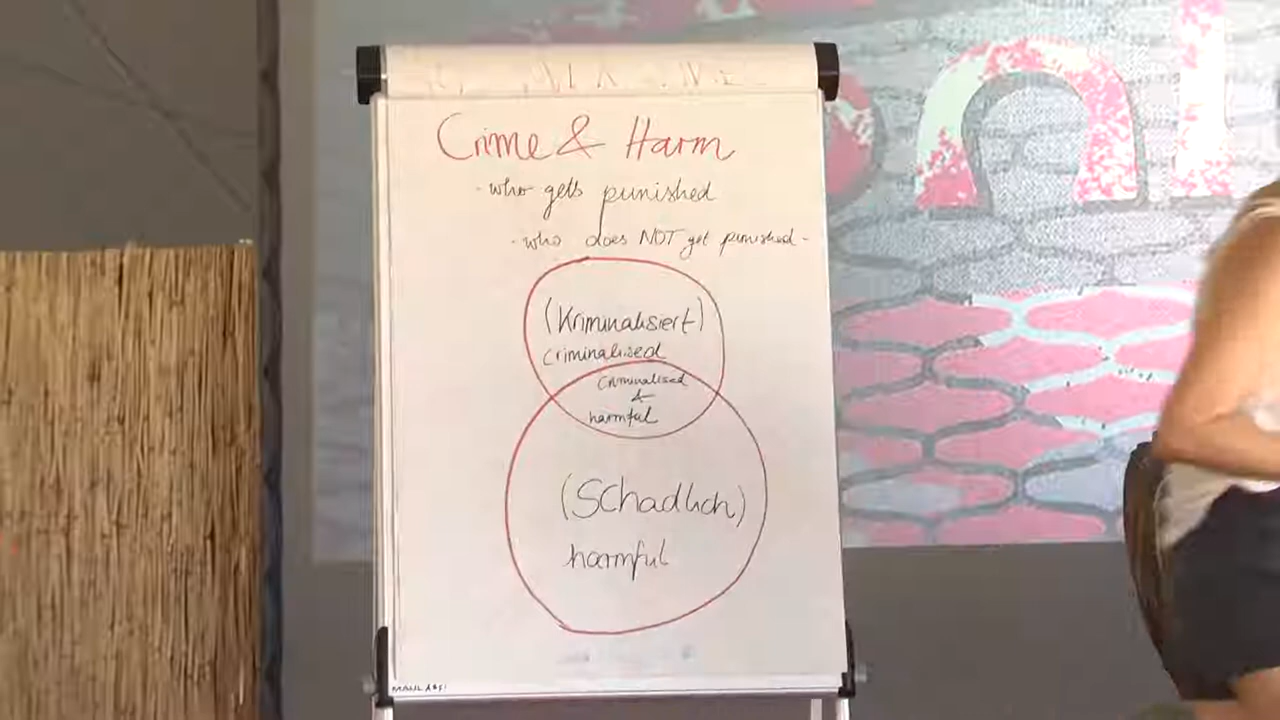 Crime & Harm
- who gets punished
- who does NOT get punished -
(Kriminalisiert)
criminalised
criminalised
&
harmful
(Schadlich)
harmful